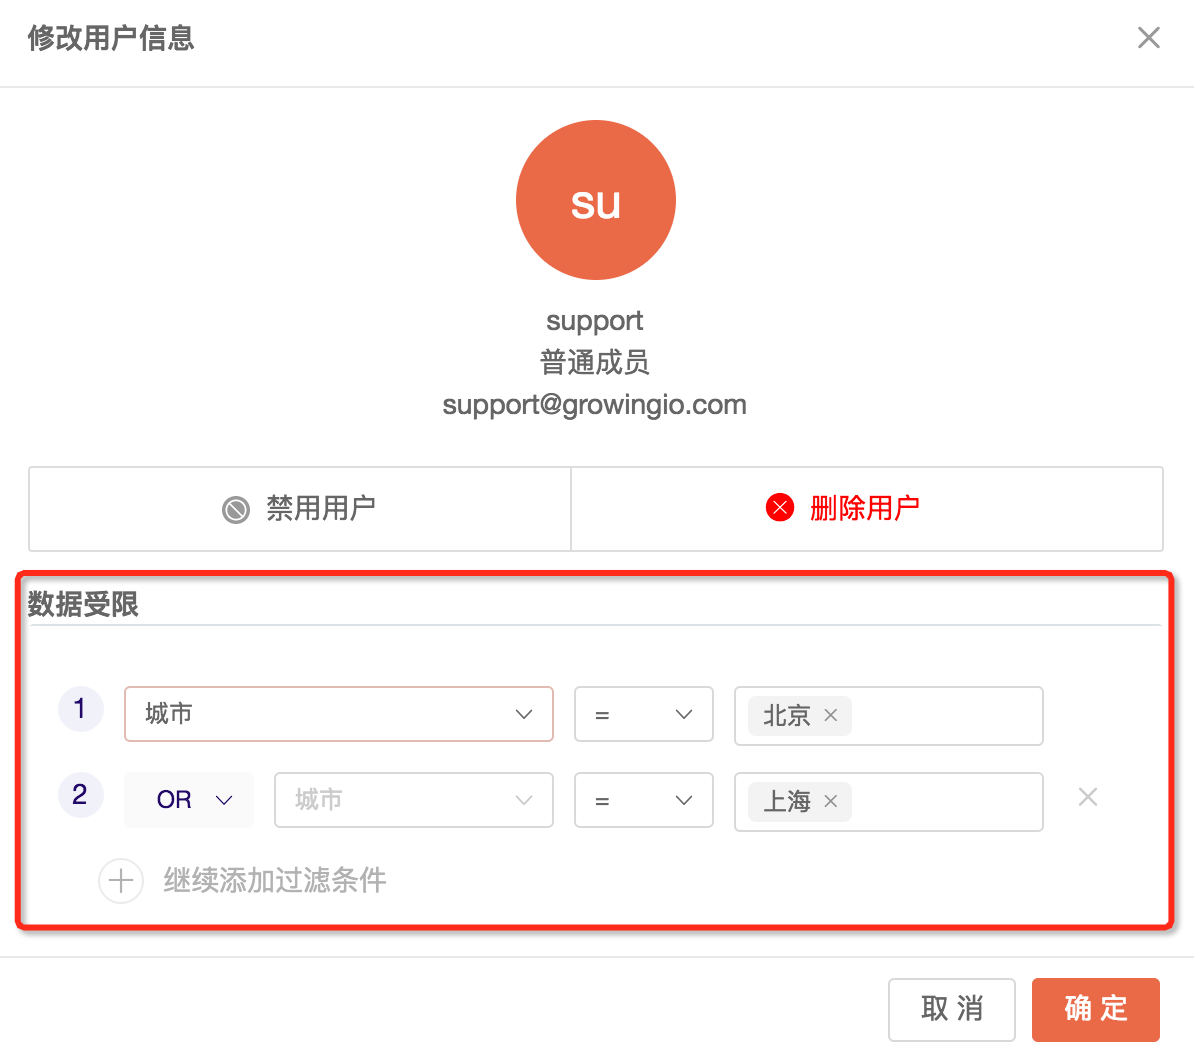 修改用户信息
su
support
普通成员
support@growingio.com
禁用用户 删除用户
数据受限
1 城市 = 北京
2 OR 城市 = 上海
继续添加过滤条件
取 消 确 定